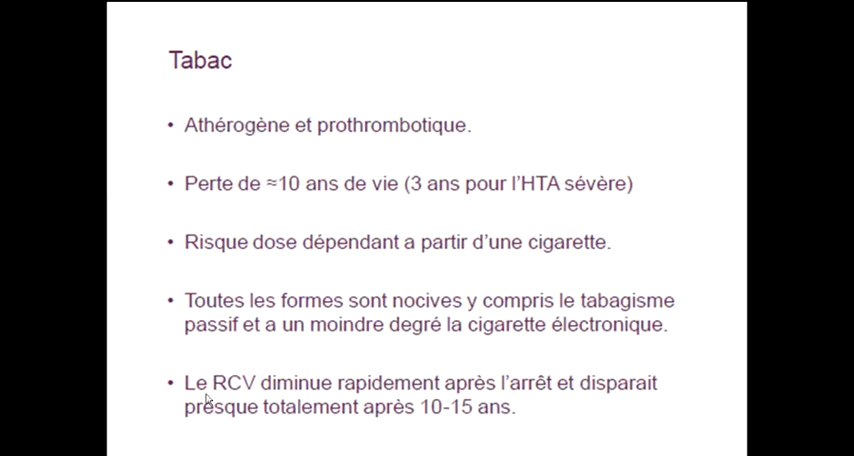 Tabac
• Athérogène et prothrombotique.
• Perte de ≈10 ans de vie (3 ans pour l'HTA sévère)
• Risque dose dépendant a partir d'une cigarette.
• Toutes les formes sont nocives y compris le tabagisme
passif et a un moindre degré la cigarette électronique.
• Le RCV diminue rapidement après l'arrêt et disparait
presque totalement après 10-15 ans.